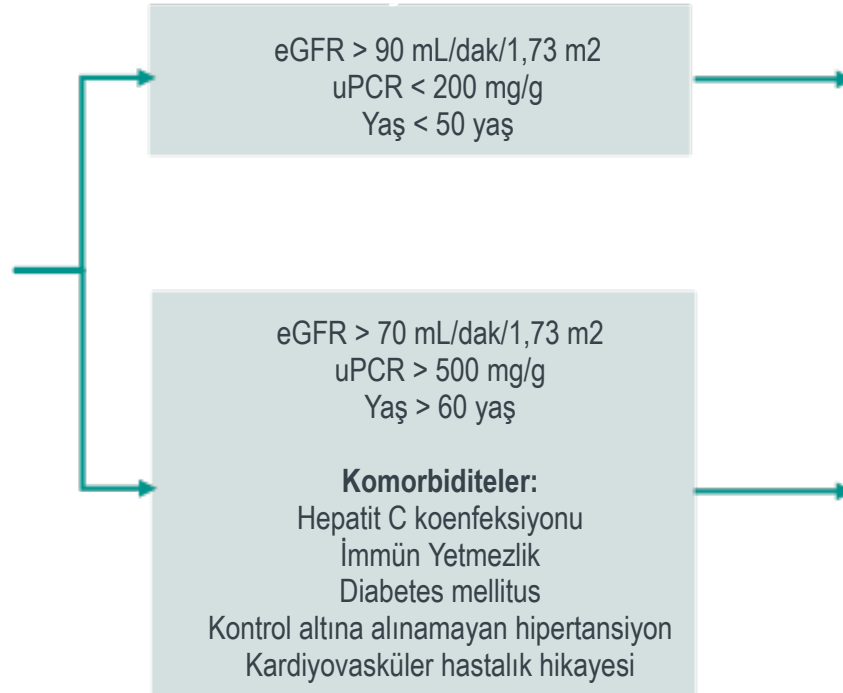 eGFR > 90 mL/dak/1,73 m2
uPCR < 200 mg/g
Yaş < 50 yaş
eGFR > 70 mL/dak/1,73 m2
uPCR > 500 mg/g
Yaş > 60 yaş
Komorbiditeler:
Hepatit C koenfeksiyonu
İmmün Yetmezlik
Diabetes mellitus
Kontrol altına alınamayan hipertansiyon
Kardiyovasküler hastalık hikayesi